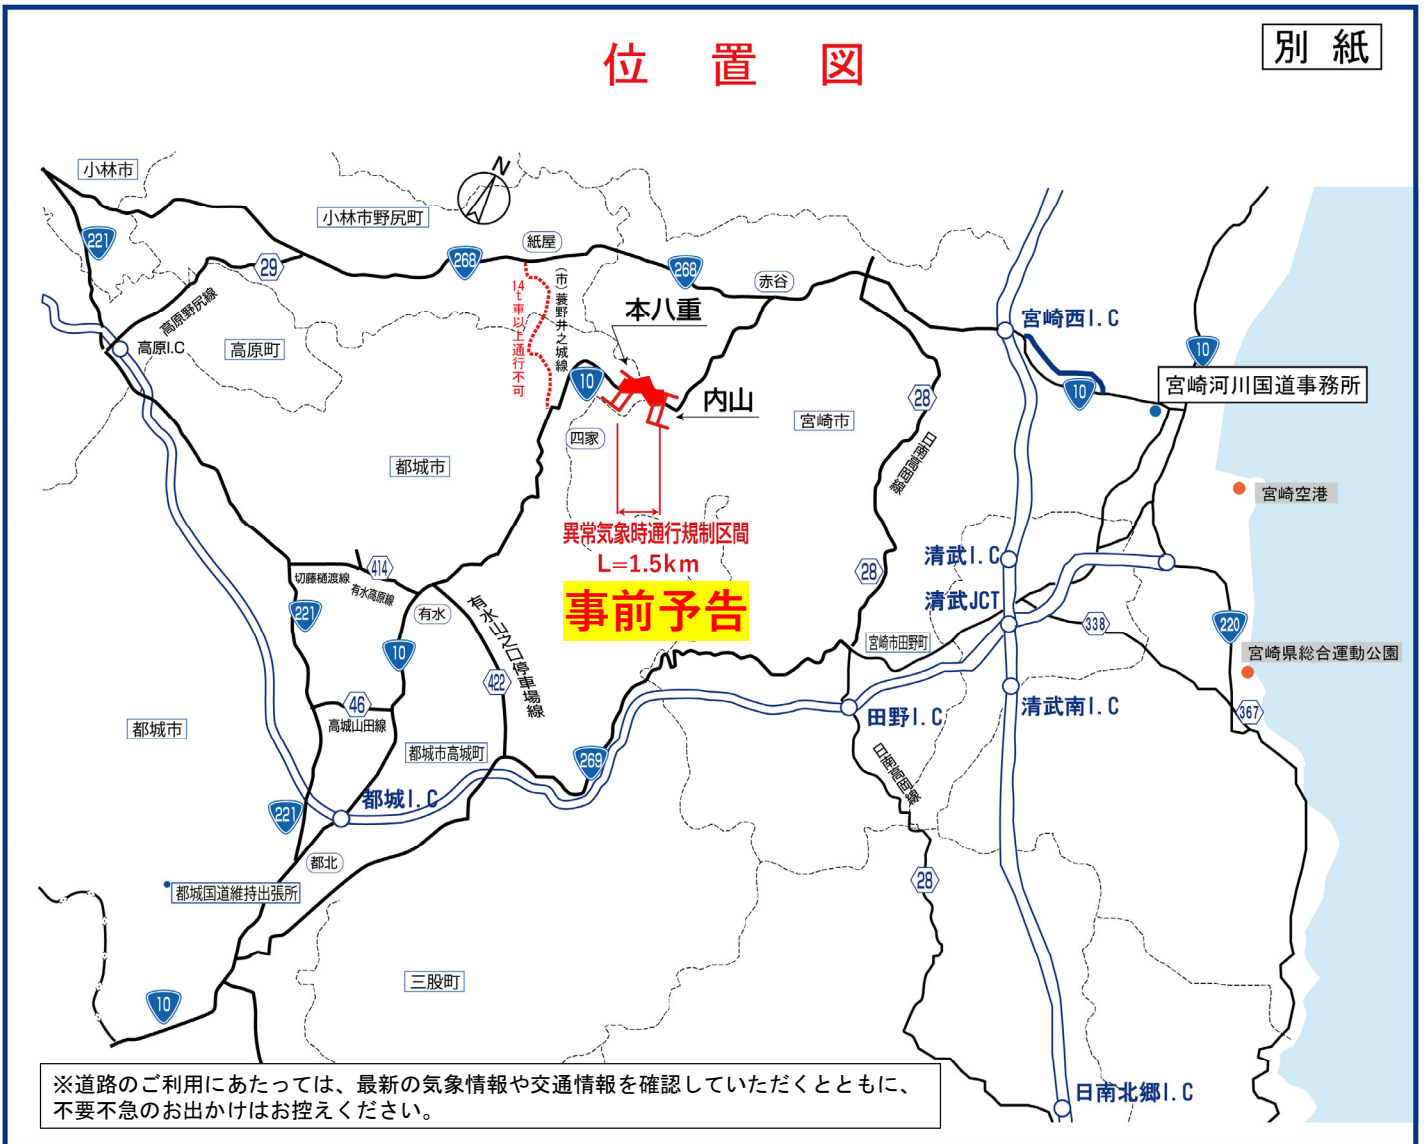 別紙
位置図
小林市
小林市野尻町
N
221
29
268
紙屋
268
赤谷
高原野尻線
高原I.C
高原町
14t車以上通行不可
(市)蓑野井之城線
本八重
10
内山
四家
宮崎市
28
日南高岡線
宮崎西I.C
10
10
宮崎河川国道事務所
宮崎空港
都城市
異常気象時通行規制区間
L=1.5km
事前予告
清武I.C
28
清武JCT
338
220
宮崎市田野町
宮崎県総合運動公園
切藤樋渡線
414
有水高原線
221
有水
10
有水山之口停車場線
422
46
高城山田線
都城市
都城市高城町
269
田野I.C
清武南I.C
367
日南高岡線
都城I.C
221
都北
都城国道維持出張所
28
三股町
10
日南北郷I.C
※道路のご利用にあたっては、最新の気象情報や交通情報を確認していただくとともに、
不要不急のお出かけはお控えください。